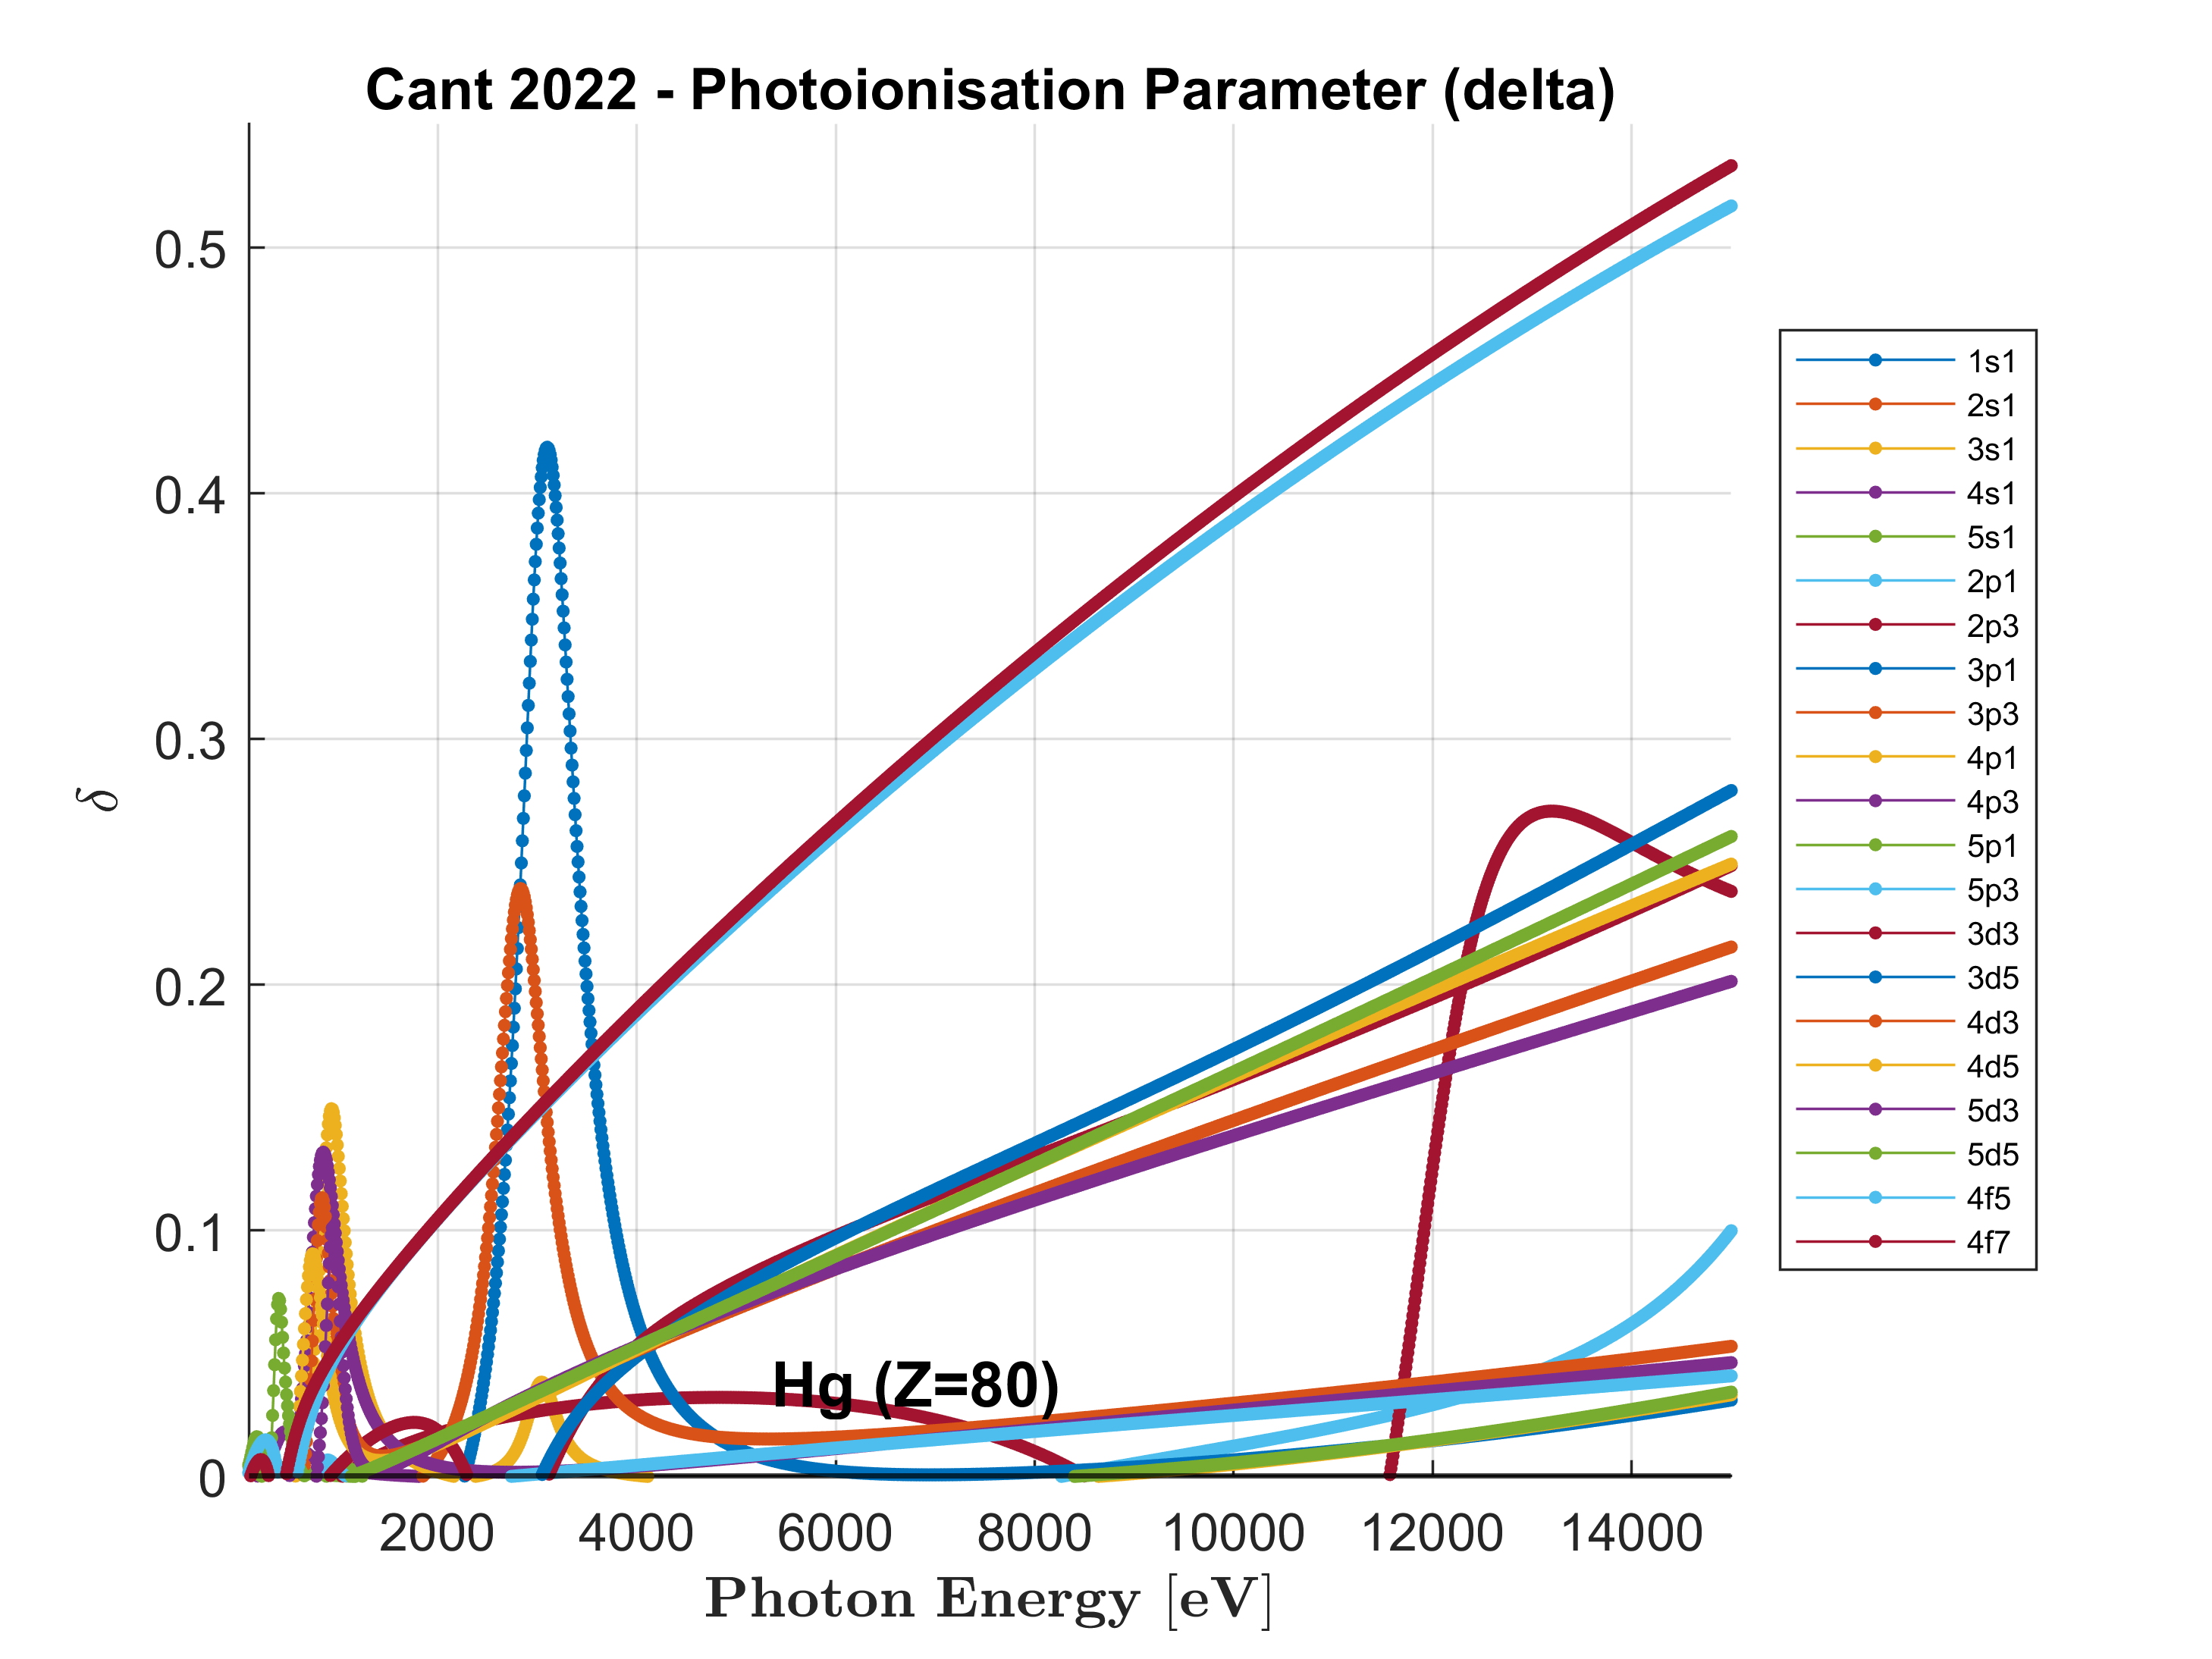 Cant 2022 - Photoionisation Parameter (delta)
0.5
0.4
0.3
0.2
0.1
0
δ
Hg (Z=80)
2000 4000 6000 8000 10000 12000 14000
Photon Energy [eV]
1s1
2s1
3s1
4s1
5s1
2p1
2p3
3p1
3p3
4p1
4p3
5p1
5p3
3d3
3d5
4d3
4d5
5d3
5d5
4f5
4f7